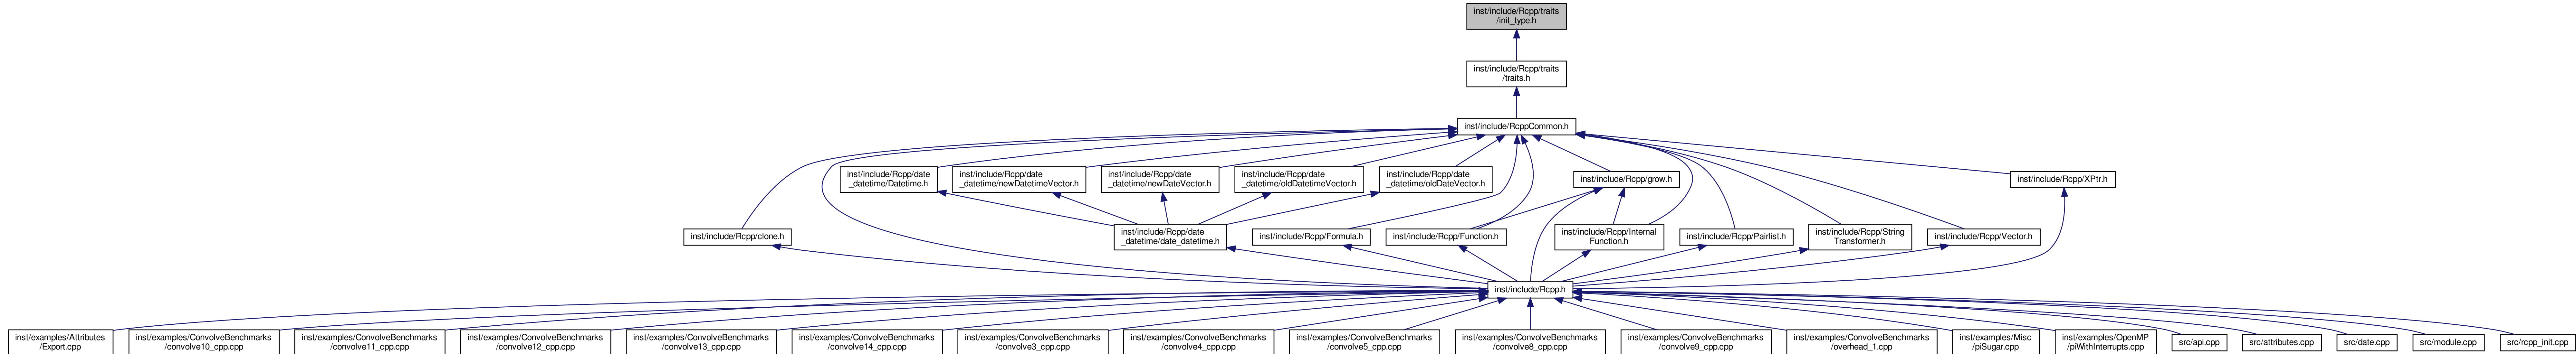 inst/include/Rcpp/traits
/init_type.h
inst/include/Rcpp/traits
/traits.h
inst/include/RcppCommon.h
inst/include/Rcpp/date
_datetime/Datetime.h
inst/include/Rcpp/date
_datetime/newDatetimeVector.h
inst/include/Rcpp/date
_datetime/newDateVector.h
inst/include/Rcpp/date
_datetime/oldDatetimeVector.h
inst/include/Rcpp/date
_datetime/oldDateVector.h
inst/include/Rcpp/grow.h
inst/include/Rcpp/XPtr.h
inst/include/Rcpp/clone.h
inst/include/Rcpp/date
_datetime/date_datetime.h
inst/include/Rcpp/Formula.h
inst/include/Rcpp/Function.h
inst/include/Rcpp/Internal
Function.h
inst/include/Rcpp/Pairlist.h
inst/include/Rcpp/String
Transformer.h
inst/include/Rcpp/Vector.h
inst/include/Rcpp.h
inst/examples/Attributes
/Export.cpp
inst/examples/ConvolveBenchmarks
/convolve10_cpp.cpp
inst/examples/ConvolveBenchmarks
/convolve11_cpp.cpp
inst/examples/ConvolveBenchmarks
/convolve12_cpp.cpp
inst/examples/ConvolveBenchmarks
/convolve13_cpp.cpp
inst/examples/ConvolveBenchmarks
/convolve14_cpp.cpp
inst/examples/ConvolveBenchmarks
/convolve3_cpp.cpp
inst/examples/ConvolveBenchmarks
/convolve4_cpp.cpp
inst/examples/ConvolveBenchmarks
/convolve5_cpp.cpp
inst/examples/ConvolveBenchmarks
/convolve8_cpp.cpp
inst/examples/ConvolveBenchmarks
/convolve9_cpp.cpp
inst/examples/ConvolveBenchmarks
/overhead_1.cpp
inst/examples/Misc
/piSugar.cpp
inst/examples/OpenMP
/piWithInterrupts.cpp
src/api.cpp
src/attributes.cpp
src/date.cpp
src/module.cpp
src/rcpp_init.cpp